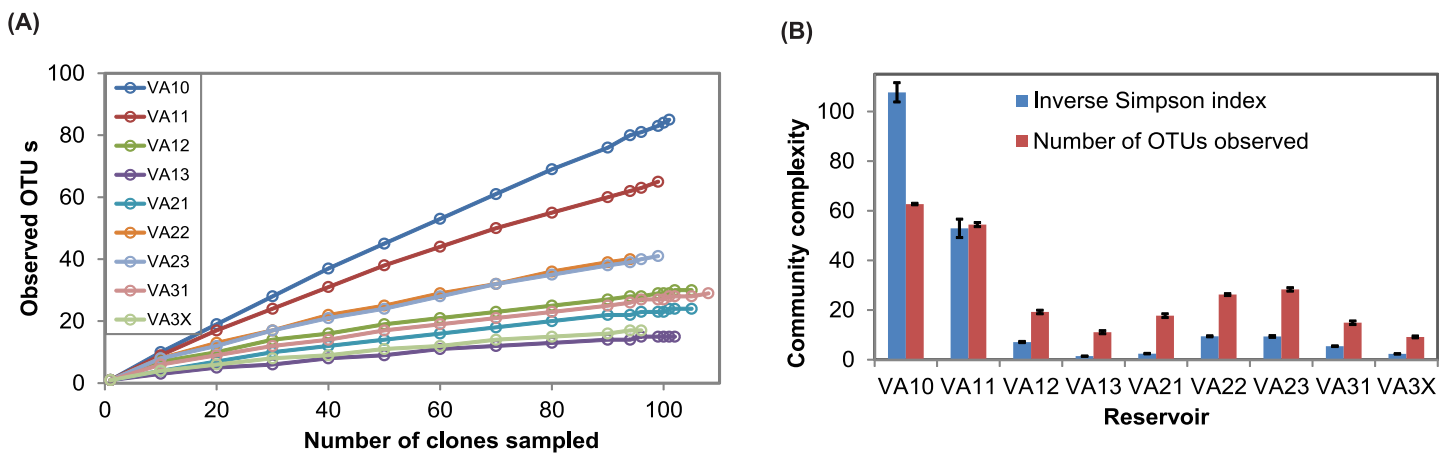 (A)
Observed OTU s
100
80
60
40
20
0
VA10
VA11
VA12
VA13
VA21
VA22
VA23
VA31
VA3X
0 20 40 60 80 100
Number of clones sampled
(B)
Community complexity
100
80
60
40
20
0
Inverse Simpson index
Number of OTUs observed
VA10 VA11 VA12 VA13 VA21 VA22 VA23 VA31 VA3X
Reservoir